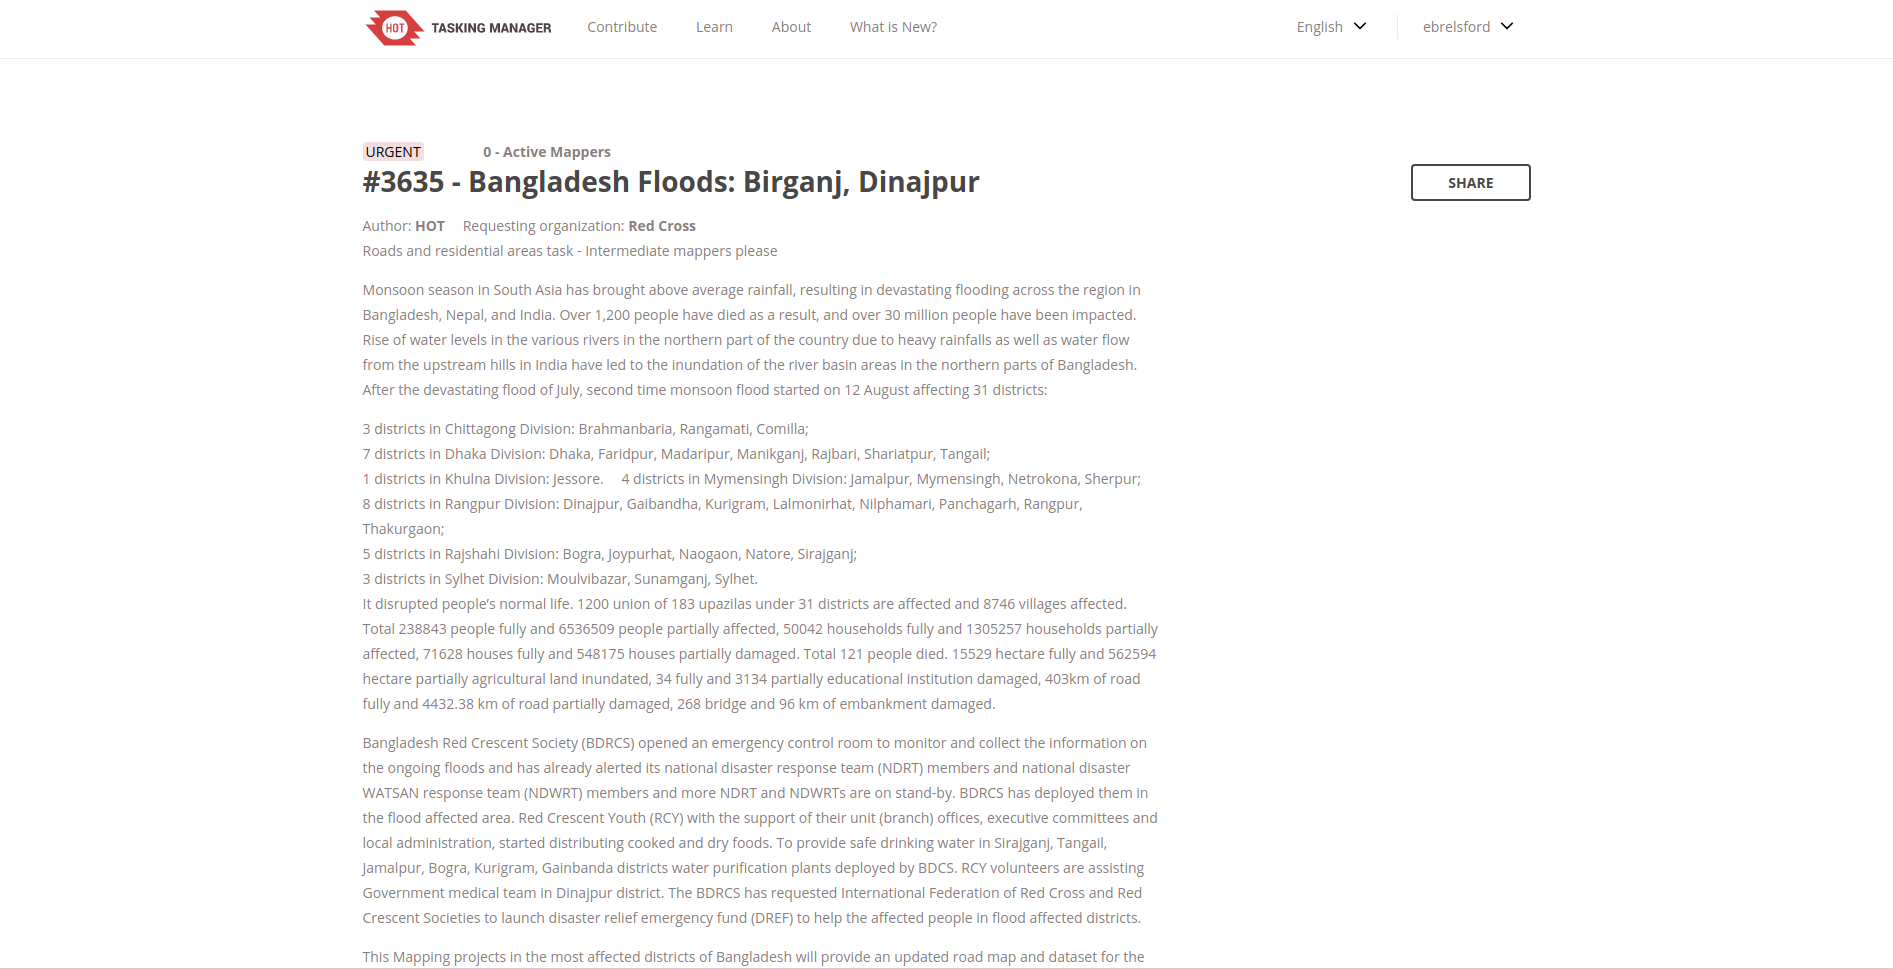 HOT TASKING MANAGER Contribute Learn About What is New? English ebrelsford
URGENT 0 - Active Mappers
#3635 - Bangladesh Floods: Birganj, Dinajpur
SHARE
Author: HOT Requesting organization: Red Cross
Roads and residential areas task - Intermediate mappers please
Monsoon season in South Asia has brought above average rainfall, resulting in devastating flooding across the region in
Bangladesh, Nepal, and India. Over 1,200 people have died as a result, and over 30 million people have been impacted.
Rise of water levels in the various rivers in the northern part of the country due to heavy rainfalls as well as water flow
from the upstream hills in India have led to the inundation of the river basin areas in the northern parts of Bangladesh.
After the devastating flood of July, second time monsoon flood started on 12 August affecting 31 districts:
3 districts in Chittagong Division: Brahmanbaria, Rangamati, Comilla;
7 districts in Dhaka Division: Dhaka, Faridpur, Madaripur, Manikganj, Rajbari, Shariatpur, Tangail;
1 districts in Khulna Division: Jessore. 4 districts in Mymensingh Division: Jamalpur, Mymensingh, Netrokona, Sherpur;
8 districts in Rangpur Division: Dinajpur, Gaibandha, Kurigram, Lalmonirhat, Nilphamari, Panchagarh, Rangpur,
Thakurgaon;
5 districts in Rajshahi Division: Bogra, Joypurhat, Naogaon, Natore, Sirajganj;
3 districts in Sylhet Division: Moulvibazar, Sunamganj, Sylhet.
It disrupted people’s normal life. 1200 union of 183 upazilas under 31 districts are affected and 8746 villages affected.
Total 238843 people fully and 6536509 people partially affected, 50042 households fully and 1305257 households partially
affected, 71628 houses fully and 548175 houses partially damaged. Total 121 people died. 15529 hectare fully and 562594
hectare partially agricultural land inundated, 34 fully and 3134 partially educational institution damaged, 403km of road
fully and 4432.38 km of road partially damaged, 268 bridge and 96 km of embankment damaged.
Bangladesh Red Crescent Society (BDRCS) opened an emergency control room to monitor and collect the information on
the ongoing floods and has already alerted its national disaster response team (NDRT) members and national disaster
WATSAN response team (NDWRT) members and more NDRT and NDWRTs are on stand-by. BDRCS has deployed them in
the flood affected area. Red Crescent Youth (RCY) with the support of their unit (branch) offices, executive committees and
local administration, started distributing cooked and dry foods. To provide safe drinking water in Sirajganj, Tangail,
Jamalpur, Bogra, Kurigram, Gainbanda districts water purification plants deployed by BDCS. RCY volunteers are assisting
Government medical team in Dinajpur district. The BDRCS has requested International Federation of Red Cross and Red
Crescent Societies to launch disaster relief emergency fund (DREF) to help the affected people in flood affected districts.
This Mapping projects in the most affected districts of Bangladesh will provide an updated road map and dataset for the